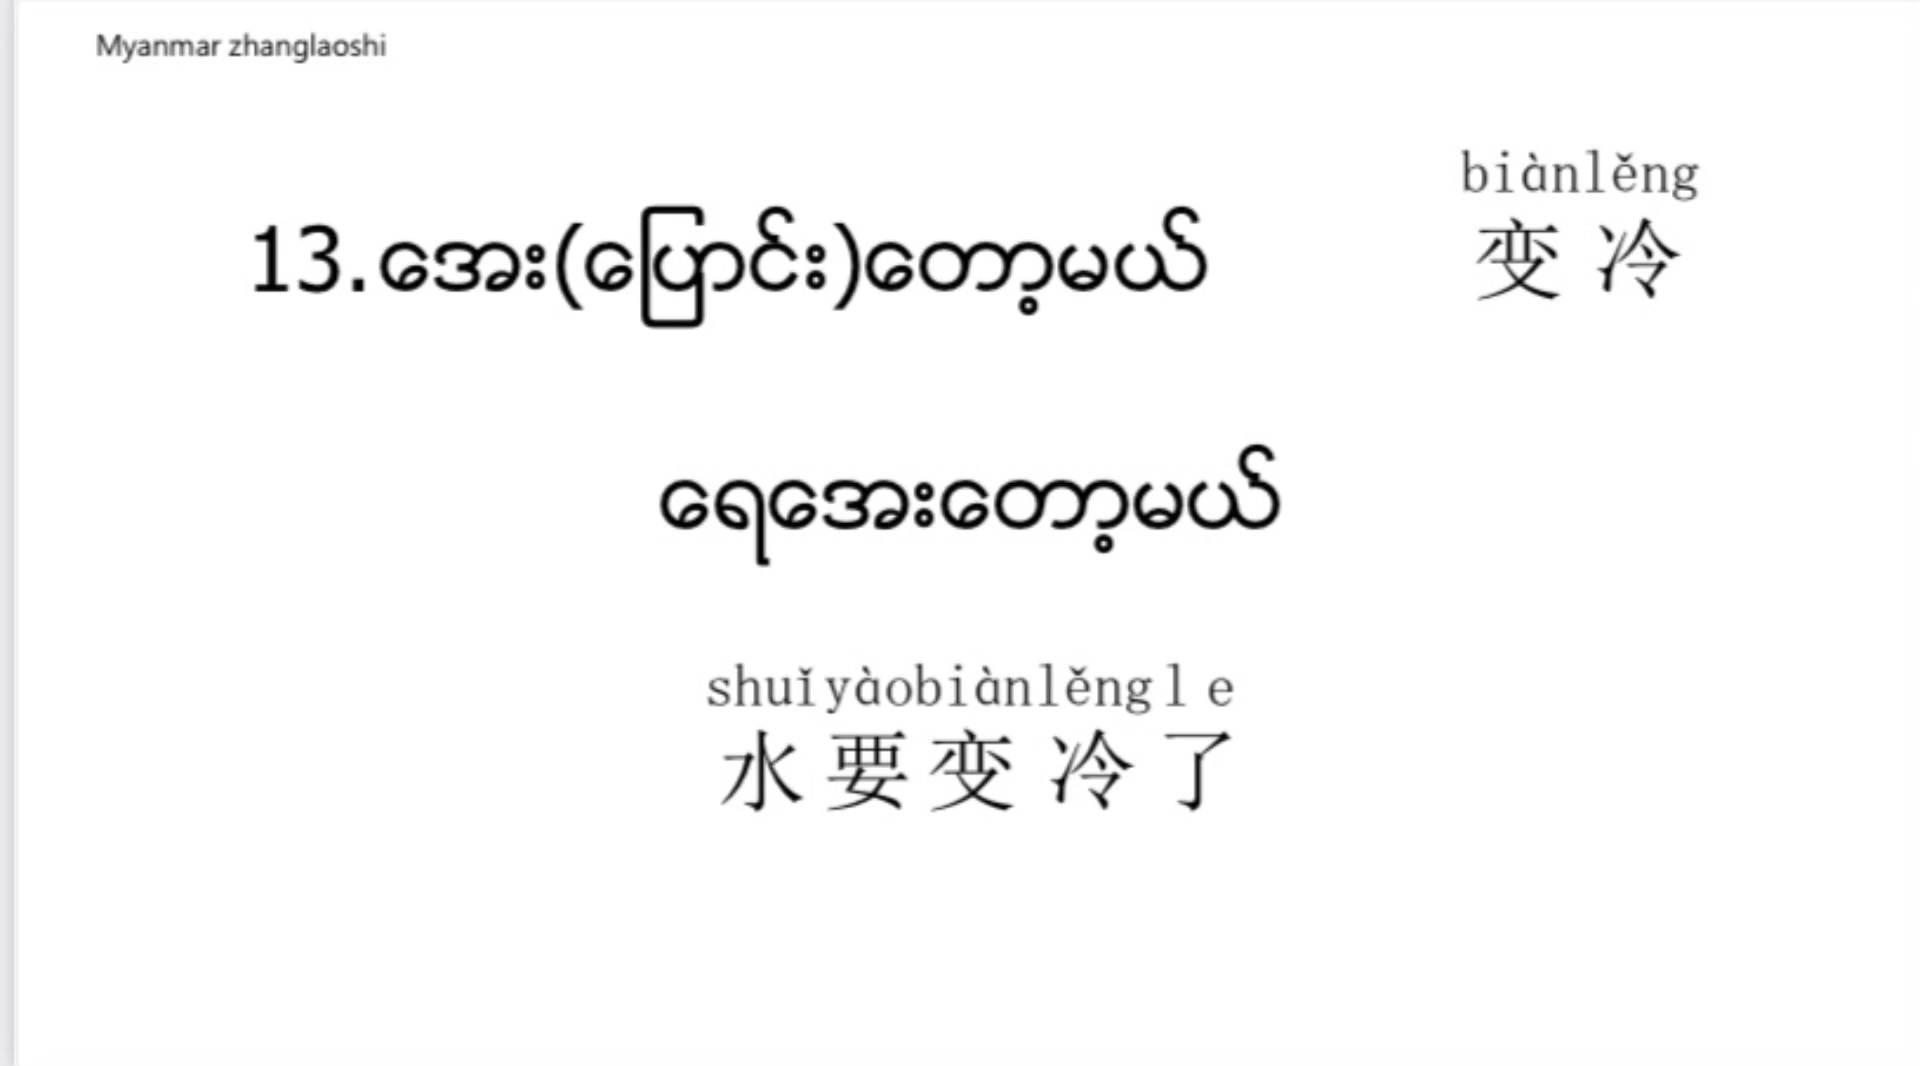 Myanmar zhanglaoshi
biànlěng
13.အေး(ပြောင်း)တော့မယ် 变冷
ရေအေးတော့မယ်
shuǐyàobiànlěngle
水要变冷了